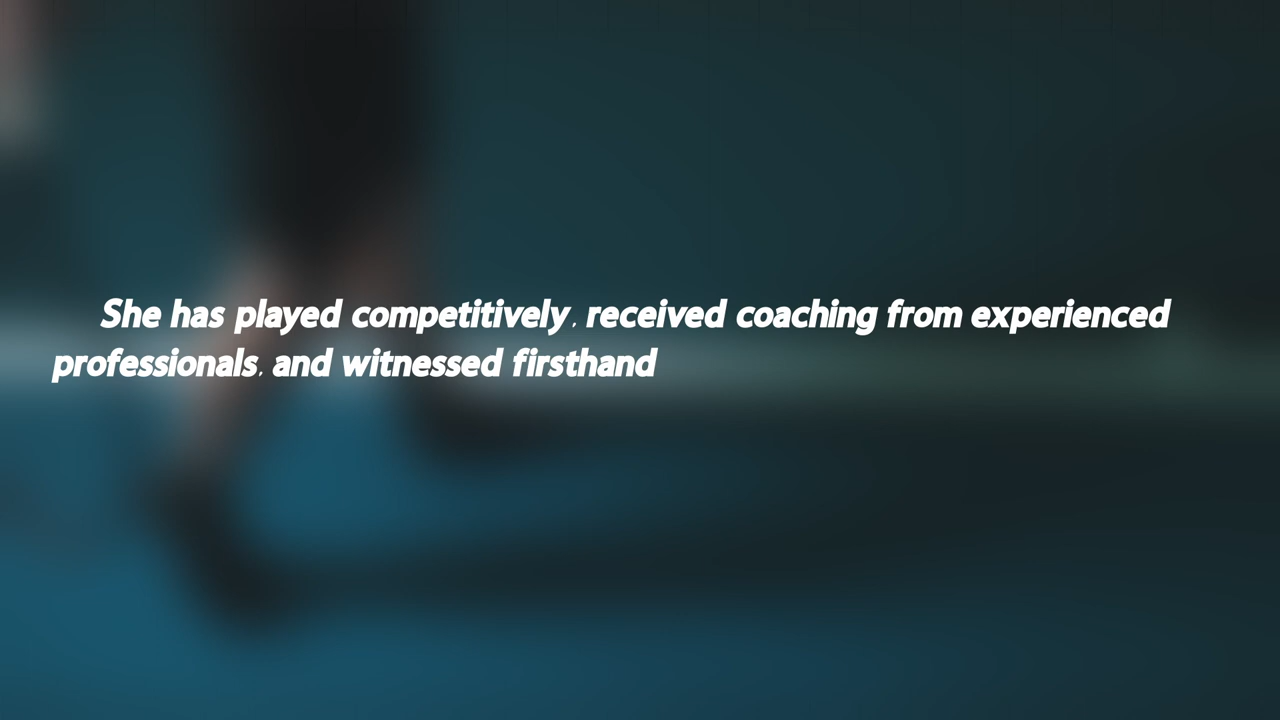 She has played competitively, received coaching from experienced
professionals, and witnessed firsthand